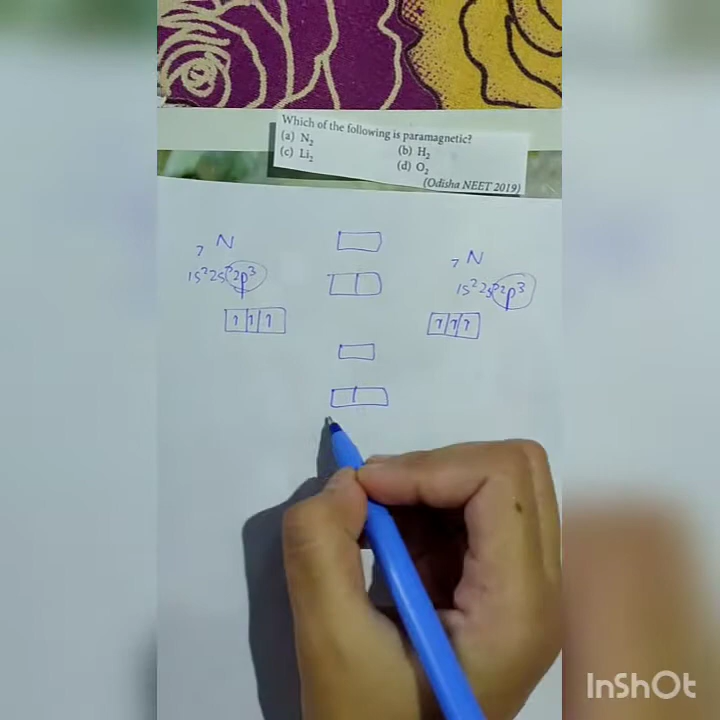 Which of the following is paramagnetic?
(a) N₂ (b) H₂
(c) Li₂ (d) O₂
(Odisha NEET 2019)
₇N
1s²2s²2p³
↿ ↿ ↿
₇N
1s²2s²2p³
↿ ↿ ↿
InShOt